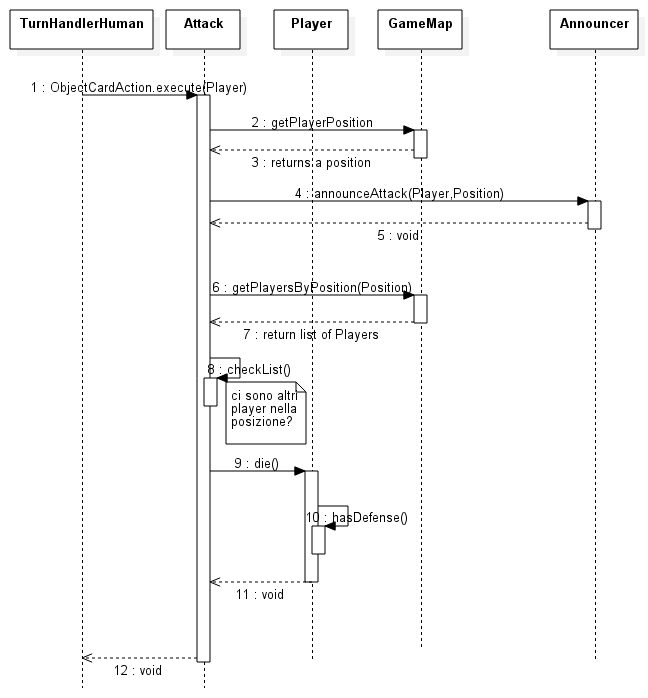 TurnHandlerHuman
Attack
Player
GameMap
Announcer
1 : ObjectCardAction.execute(Player)
2 : getPlayerPosition
3 : returns a position
4 : announceAttack(Player,Position)
5 : void
6 : getPlayersByPosition(Position)
7 : return list of Players
8 : checkList()
ci sono altri
player nella
posizione?
9 : die()
10 : hasDefense()
11 : void
12 : void